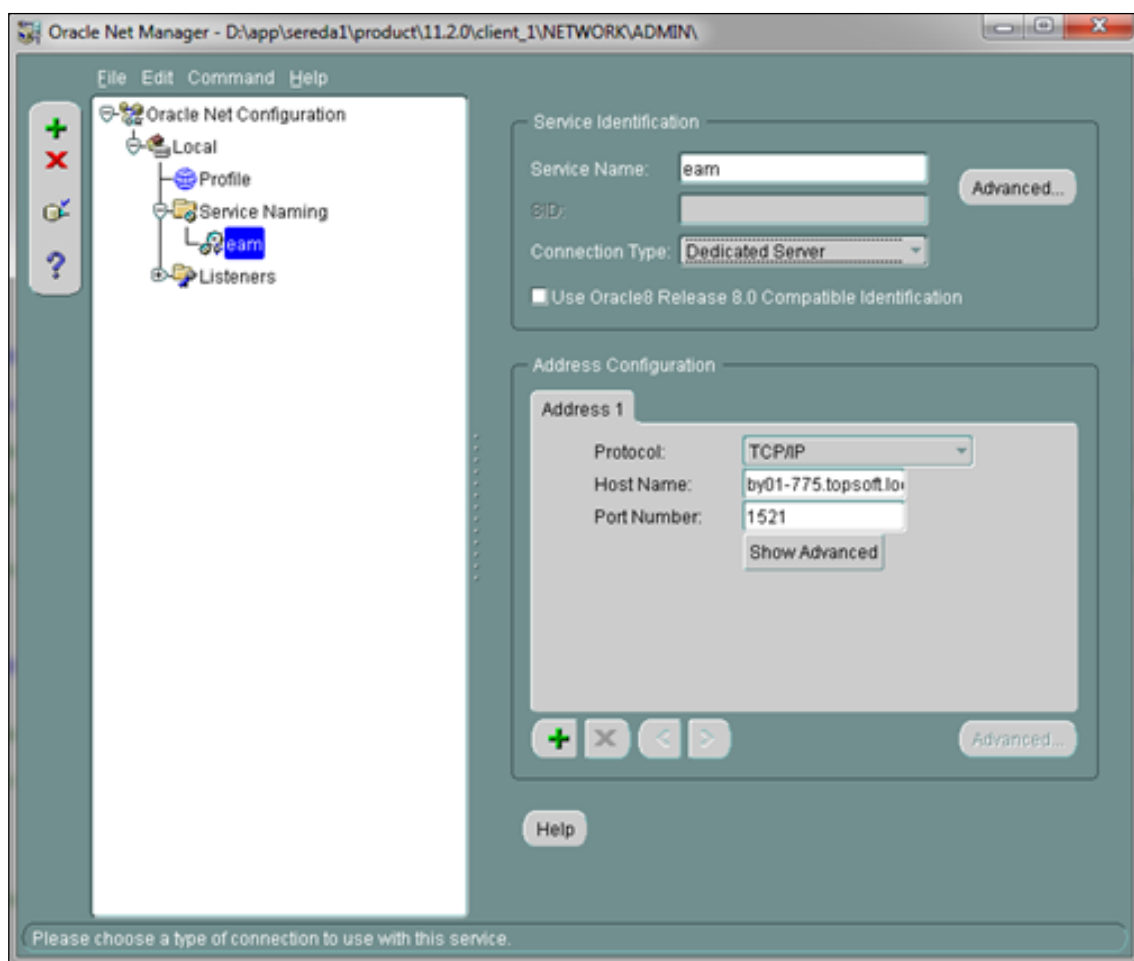 Oracle Net Manager - D:\app\sereda1\product\11.2.0\client_1\NETWORK\ADMIN\
File Edit Command Help
Oracle Net Configuration
Local
Profile
Service Naming
eam
Listeners
Service Identification
Service Name: eam
Advanced...
SID:
Connection Type: Dedicated Server
Use Oracle8 Release 8.0 Compatible Identification
Address Configuration
Address 1
Protocol: TCP/IP
Host Name: by01-775.topsoft.lo
Port Number: 1521
Show Advanced
Advanced...
Help
Please choose a type of connection to use with this service.